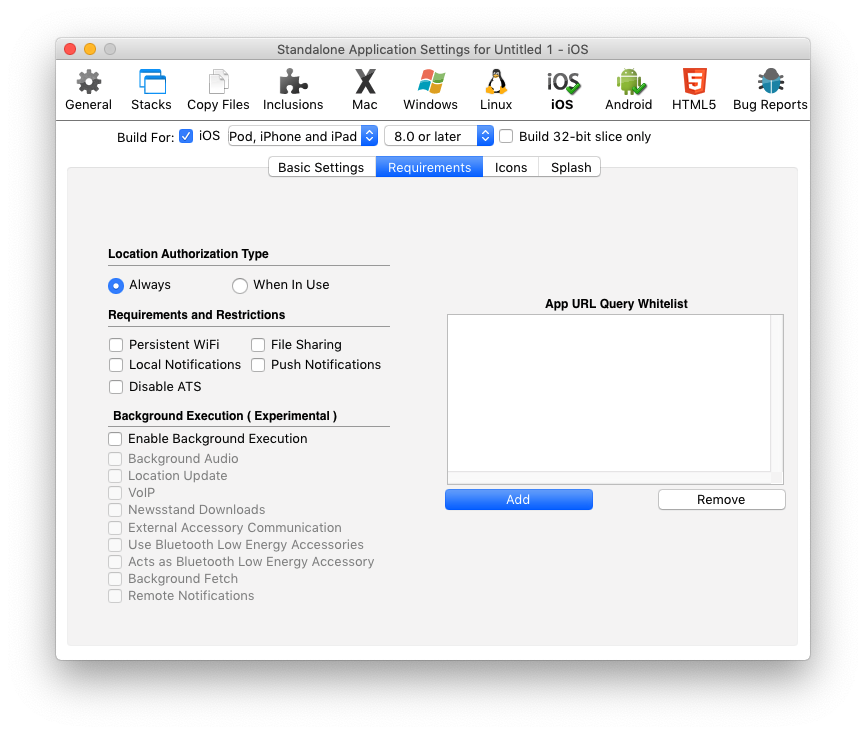 Standalone Application Settings for Untitled 1 - iOS
iOS
5
General Stacks Copy Files Inclusions Mac Windows Linux iOS Android HTML5 Bug Reports
Build For: iOS Pod, iPhone and iPad 8.0 or later Build 32-bit slice only
Basic Settings Requirements Icons Splash
Location Authorization Type
Always When In Use
App URL Query Whitelist
Requirements and Restrictions
Persistent WiFi File Sharing
Local Notifications Push Notifications
Disable ATS
Background Execution ( Experimental )
Enable Background Execution
Background Audio
Location Update
VoIP
Add Remove
Newsstand Downloads
External Accessory Communication
Use Bluetooth Low Energy Accessories
Acts as Bluetooth Low Energy Accessory
Background Fetch
Remote Notifications